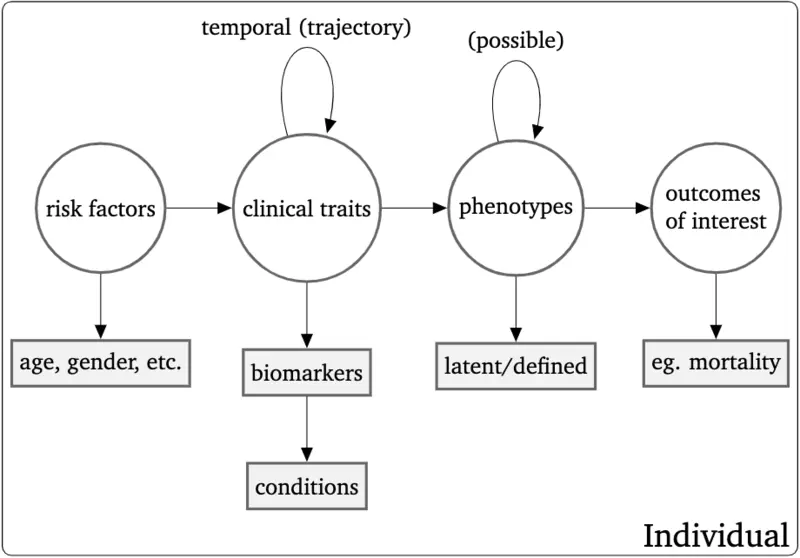 temporal (trajectory)
(possible)
risk factors
clinical traits
phenotypes
outcomes
of interest
age, gender, etc.
biomarkers
latent/defined
eg. mortality
conditions
Individual